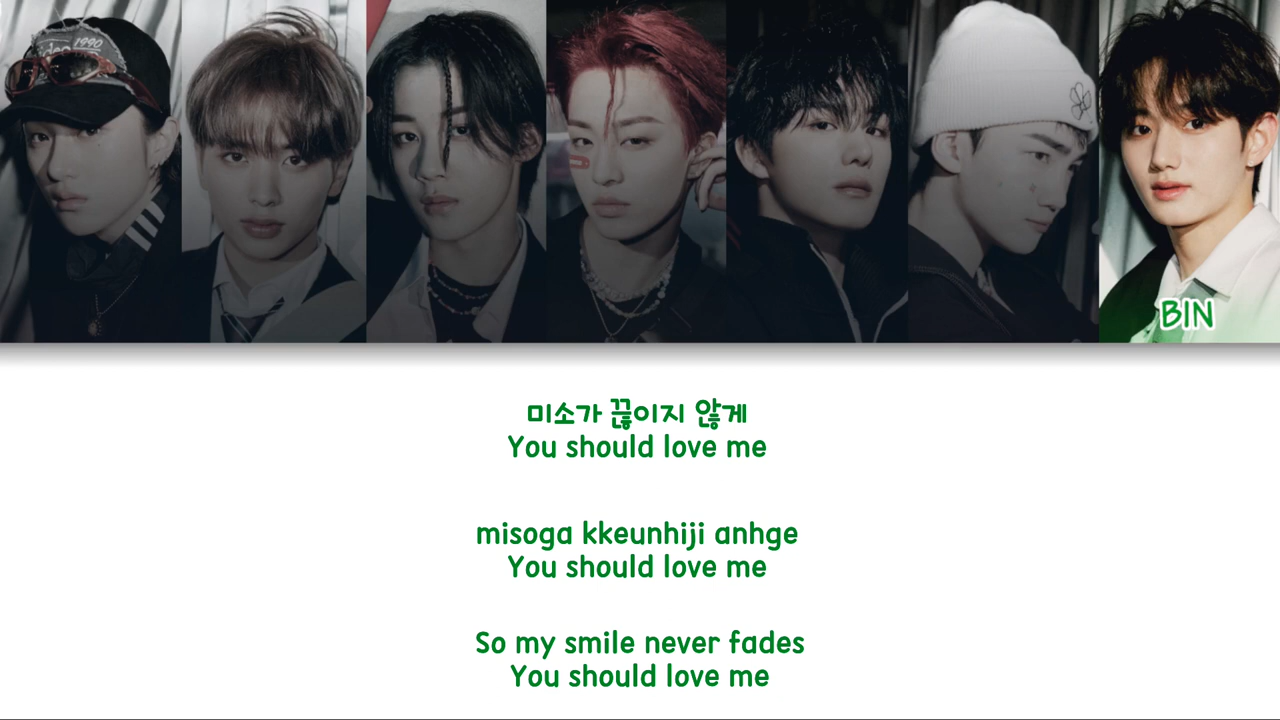 1990
BIN
미소가 끊이지 않게
You should love me
misoga kkeunhiji anhge
You should love me
So my smile never fades
You should love me